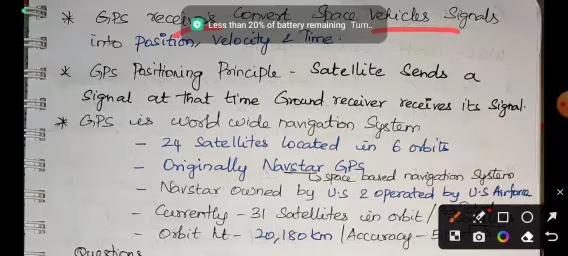 * GPS receivers Convert Space Vehicles Signals
Less than 20% of battery remaining Turn..
into position, Velocity & Time.
* GPS Positioning Principle - Satellite Sends a
Signal at that time Ground receiver receives its Signal.
* GPS is world wide navigation System
- 24 Satellites located in 6 orbits
- Originally Navstar GPS
↳ space based navigation System
- Navstar owned by U.S & operated by U.S Airforce
- Currently - 31 Satellites in orbit /
- Orbit ht - 20,180 km / Accuracy - 5
Questions